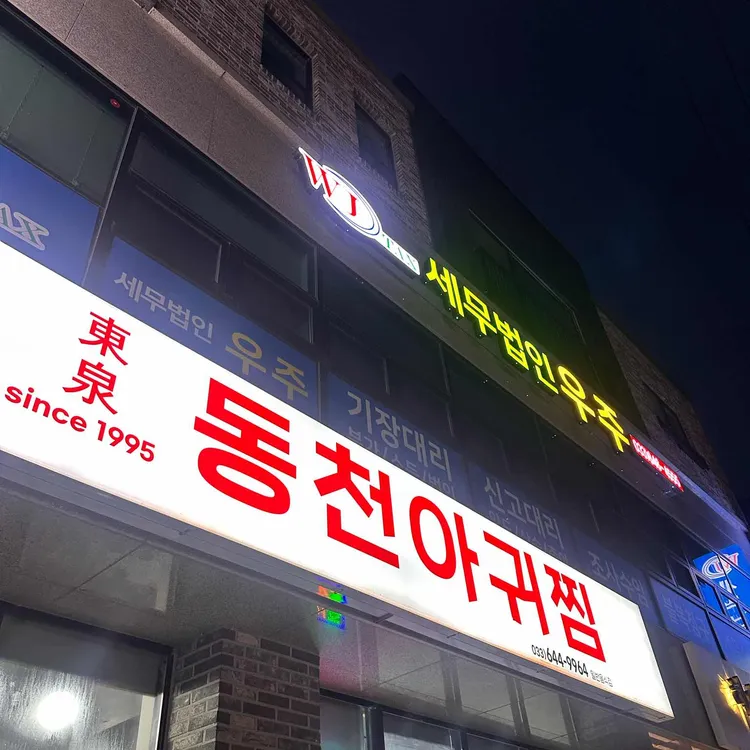 WJ
TAX
세무법인우주
세무법인 우주
기장대리
신고대리
東泉
since 1995
동천아귀찜
033)644-9964